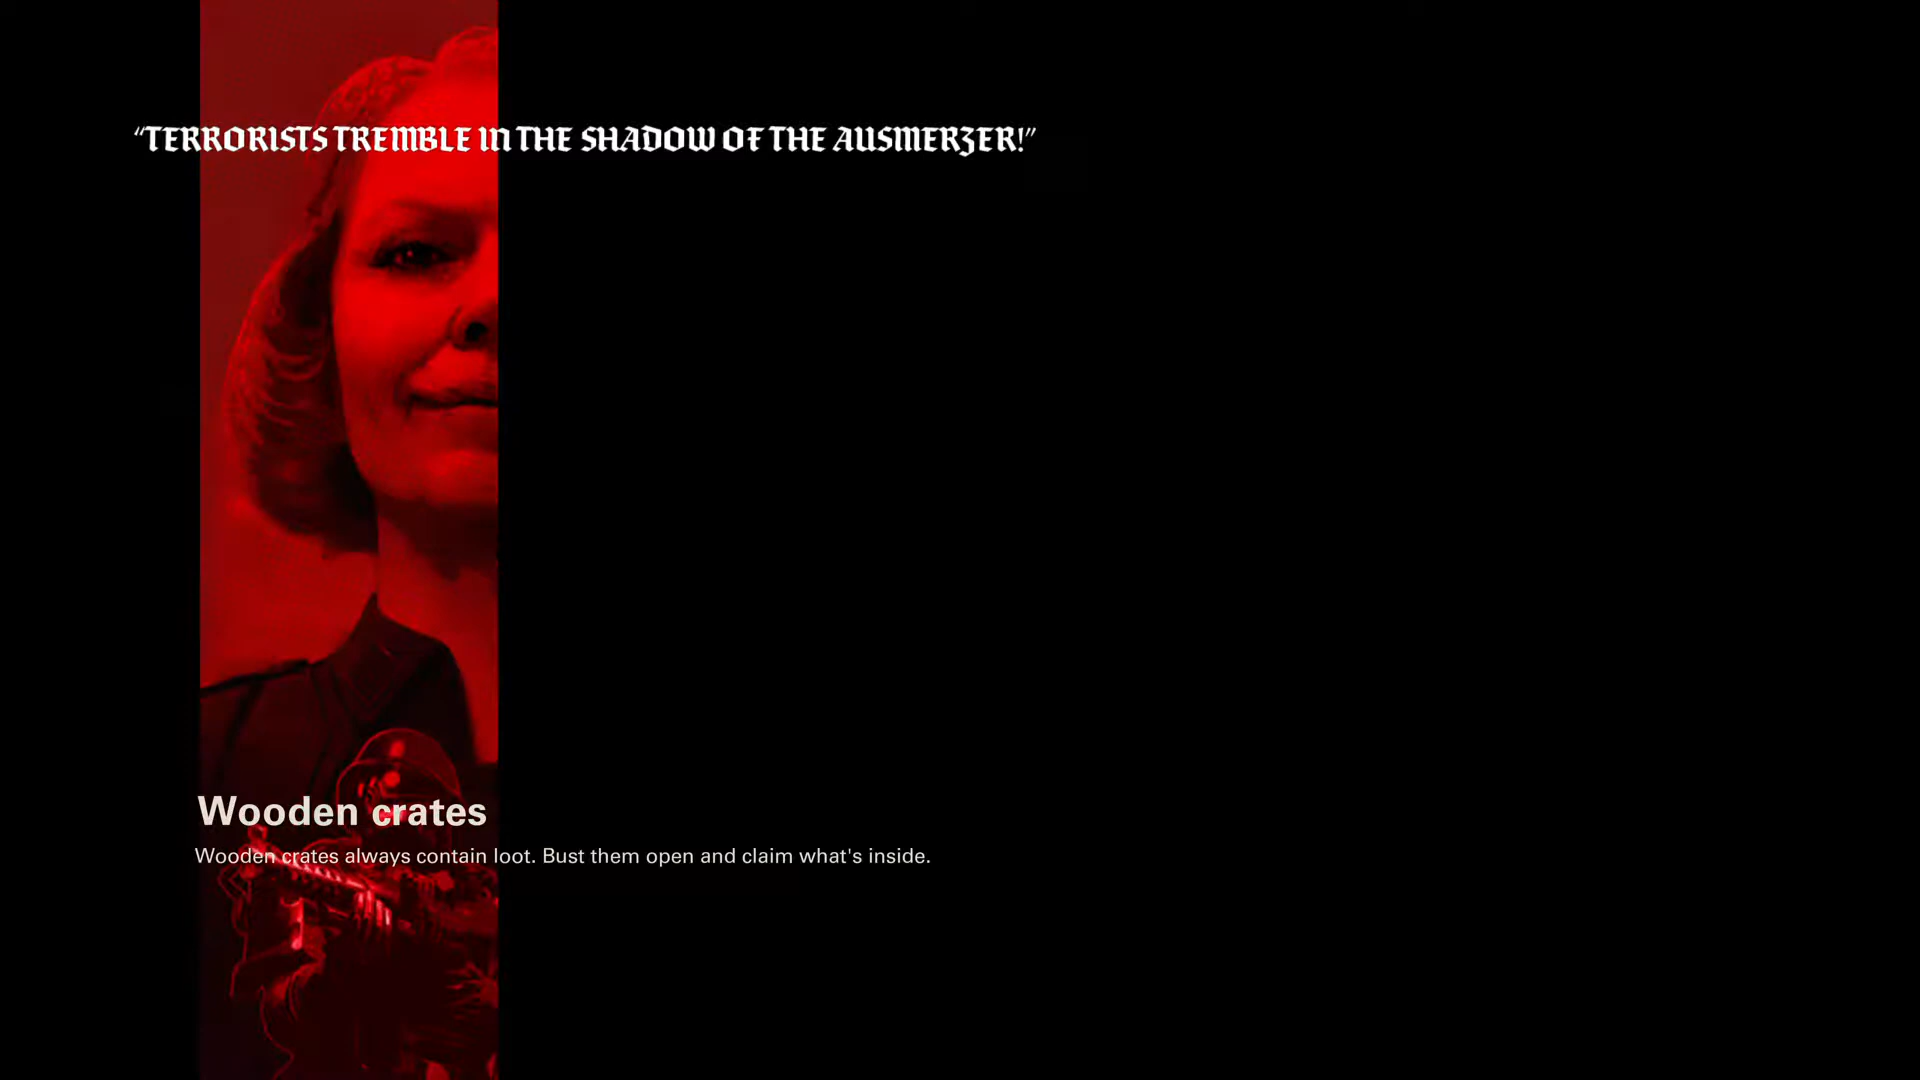 “TERRORISTS TREMBLE IN THE SHADOW OF THE AUSMERZER!”
Wooden crates
Wooden crates always contain loot. Bust them open and claim what's inside.